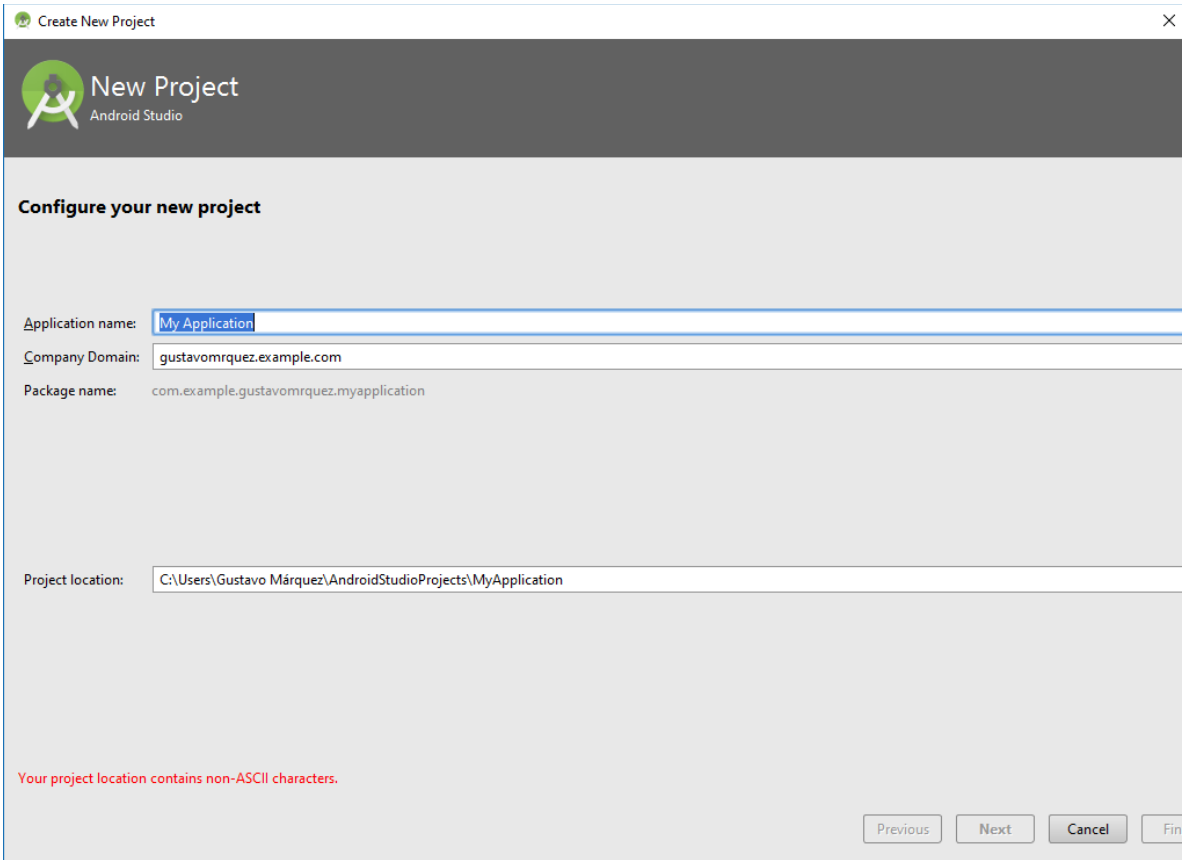 Create New Project
New Project
Android Studio
Configure your new project
Application name: My Application
Company Domain: gustavomrquez.example.com
Package name: com.example.gustavomrquez.myapplication
Project location: C:\Users\Gustavo Márquez\AndroidStudioProjects\MyApplication
Your project location contains non-ASCII characters.
Previous Next Cancel Fin